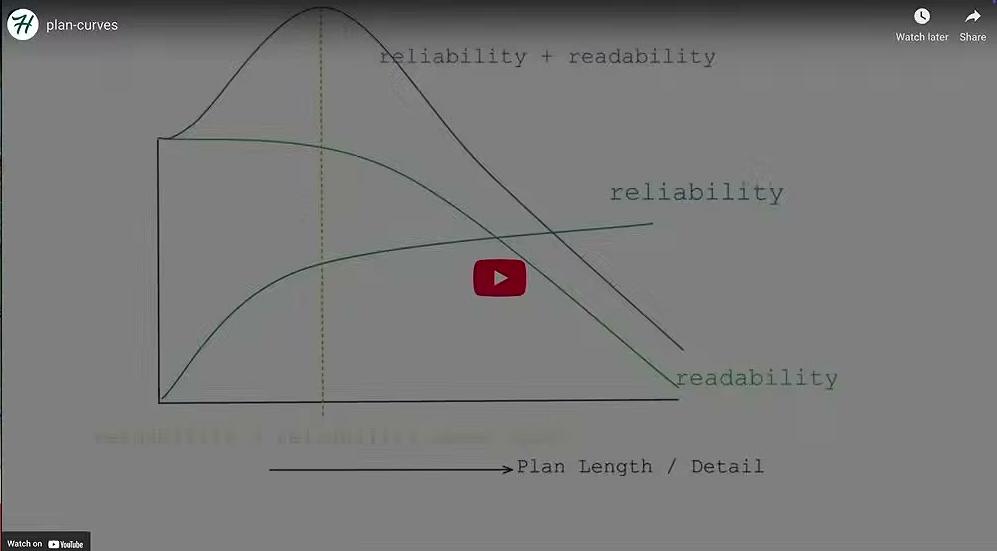 plan-curves
Watch later
Share
reliability + readability
reliability
readability
Plan Length / Detail
Watch on YouTube